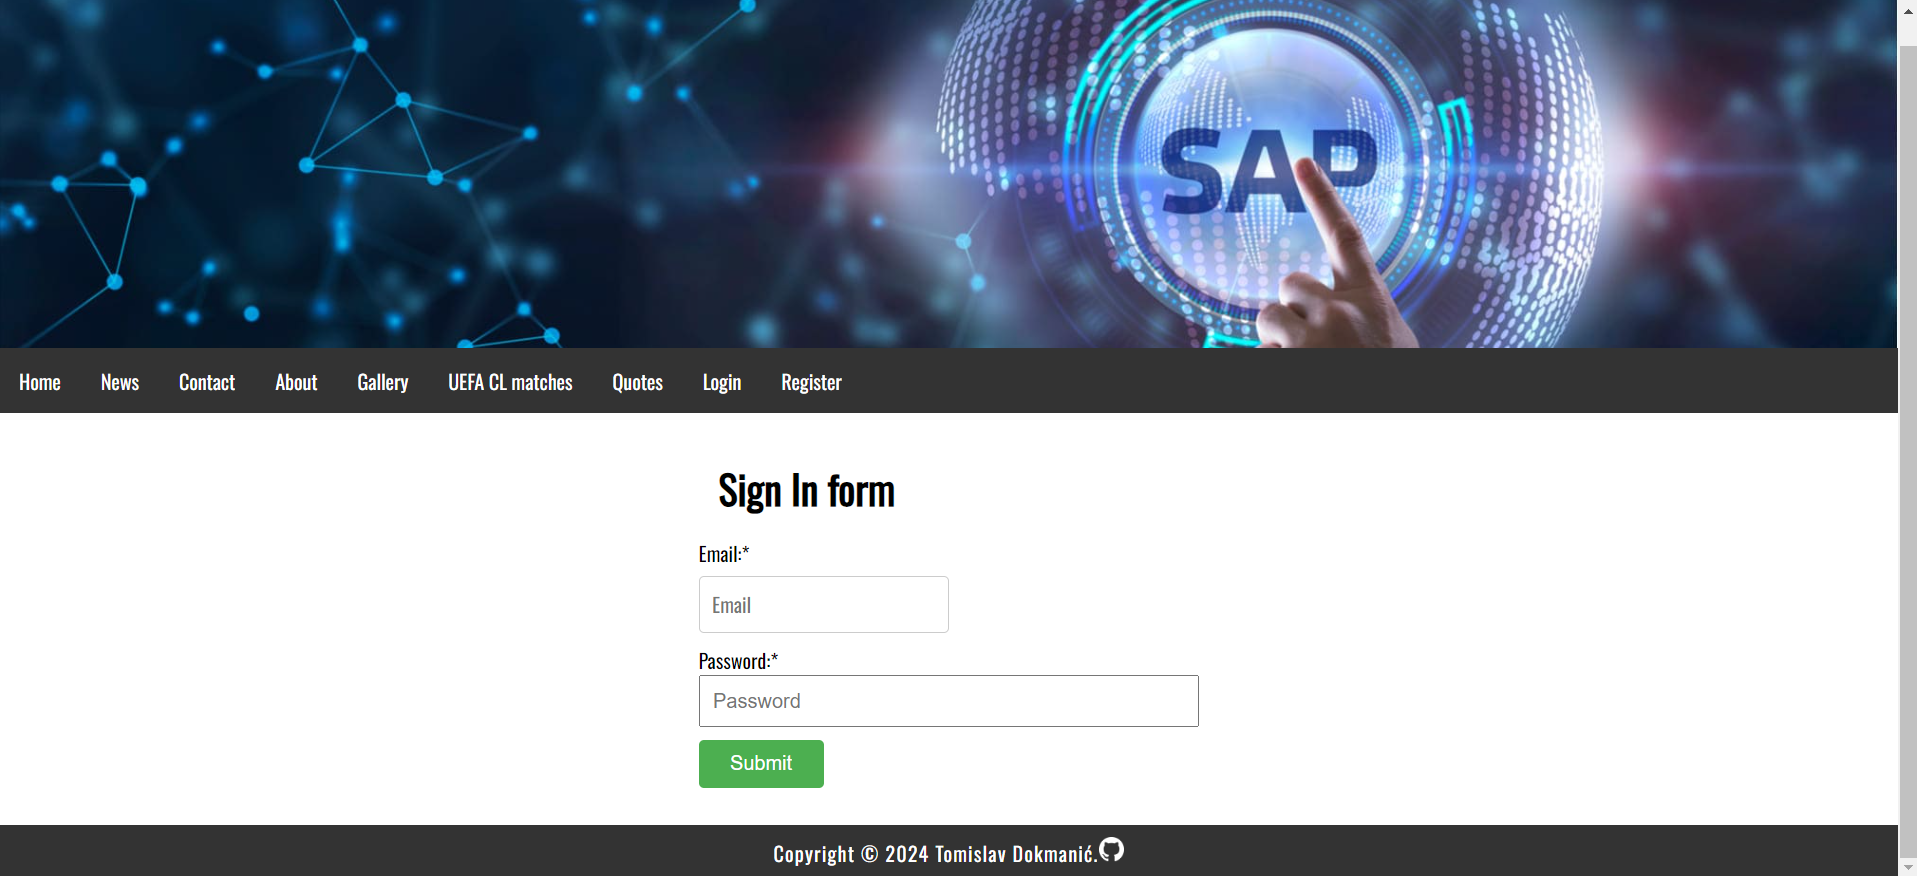 SAP
Home News Contact About Gallery UEFA CL matches Quotes Login Register
Sign In form
Email:*
Email
Password:*
Password
Submit
Copyright © 2024 Tomislav Dokmanić.